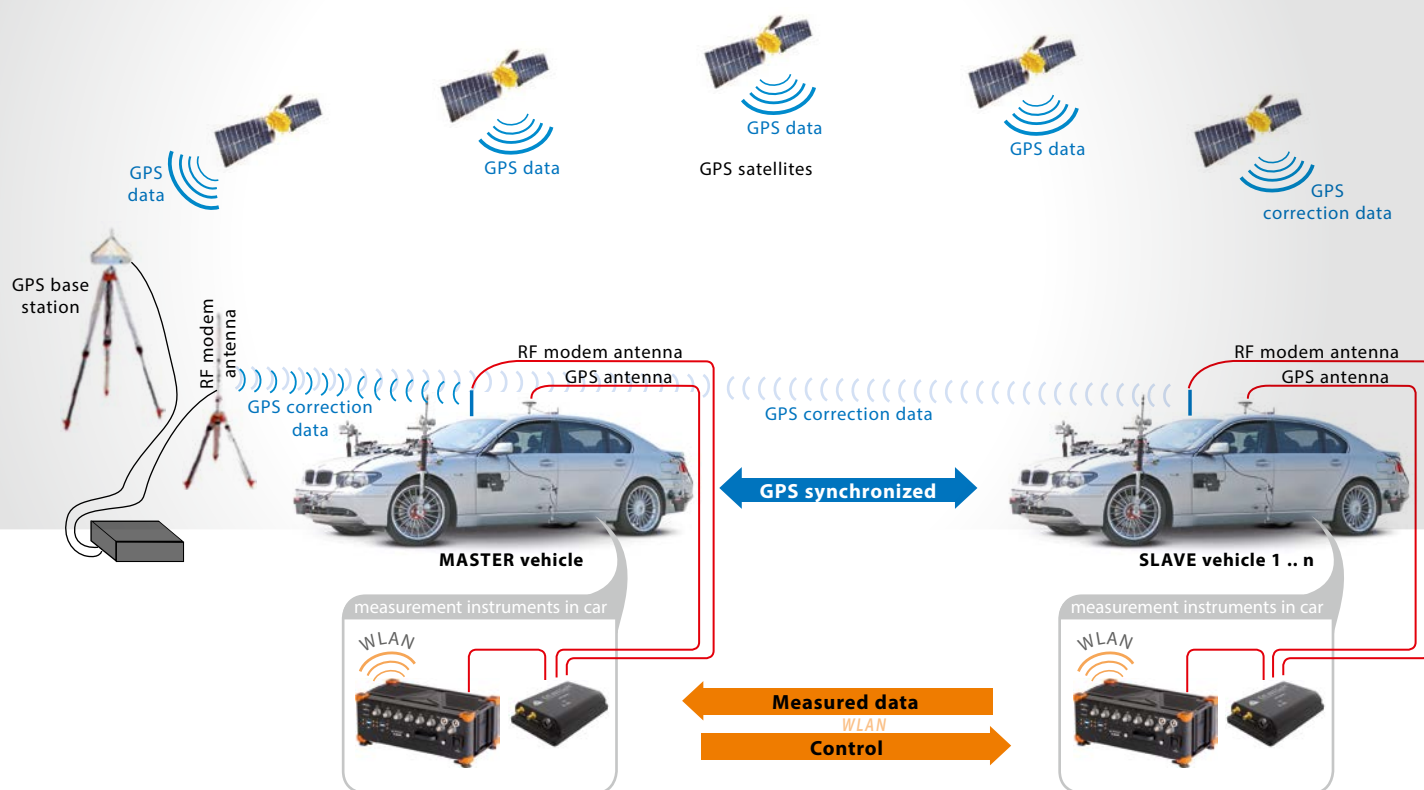 GPS data
GPS data
GPS data
GPS
data
GPS data
GPS satellites
GPS
correction data
GPS base
station
RF modem
antenna
RF modem antenna
GPS antenna
GPS correction
data
GPS correction data
RF modem antenna
GPS antenna
GPS synchronized
MASTER vehicle
SLAVE vehicle 1 .. n
measurement instruments in car
measurement instruments in car
WLAN
WLAN
Measured data
WLAN
Control